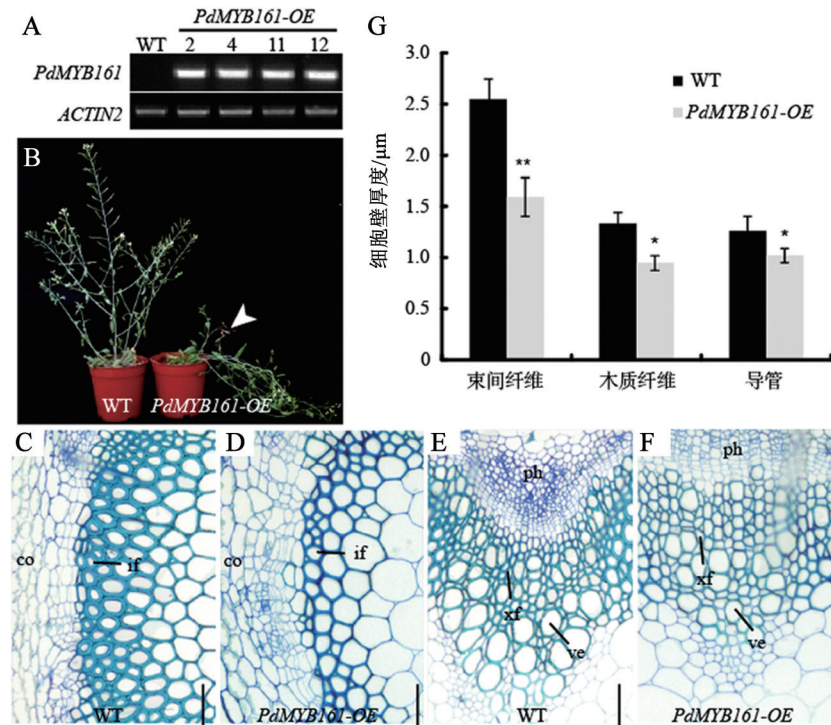 A
PdMYB161-OE
WT 2 4 11 12
PdMYB161
ACTIN2
B
WT PdMYB161-OE
G
细胞壁厚度/μm
3.0
2.5
2.0
1.5
1.0
0.5
0
WT
PdMYB161-OE
**
*
*
束间纤维 木质纤维 导管
C
co
if
WT
D
co
if
PdMYB161-OE
E
ph
xf
ve
WT
F
ph
xf
ve
PdMYB161-OE